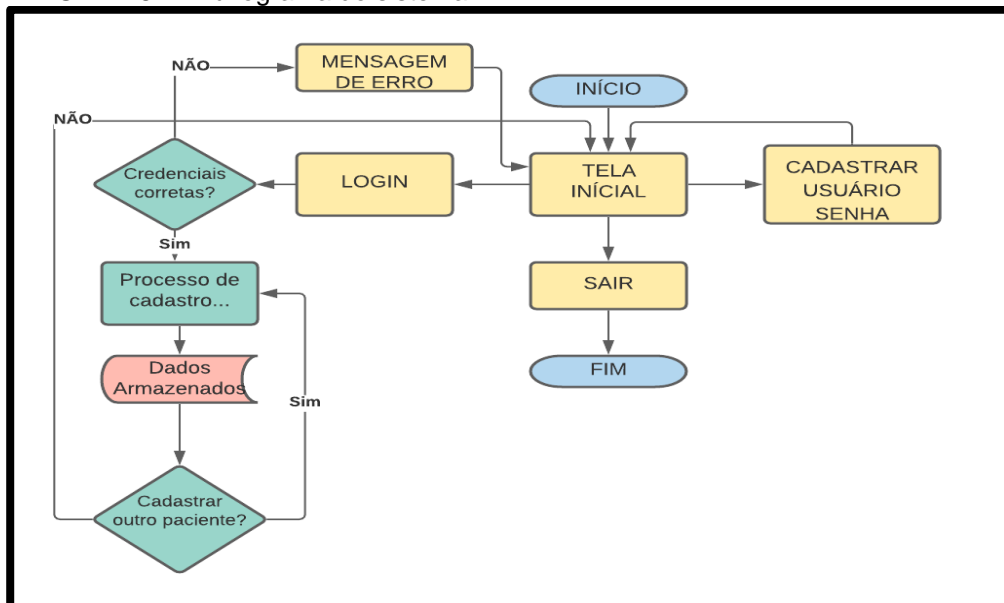 MENSAGEM
DE ERRO
NÃO
INÍCIO
NÃO
Credenciais
corretas?
LOGIN
TELA
INÍCIAL
CADASTRAR
USUÁRIO
SENHA
Sim
Processo de
cadastro...
SAIR
Dados
Armazenados
FIM
Sim
Cadastrar
outro paciente?